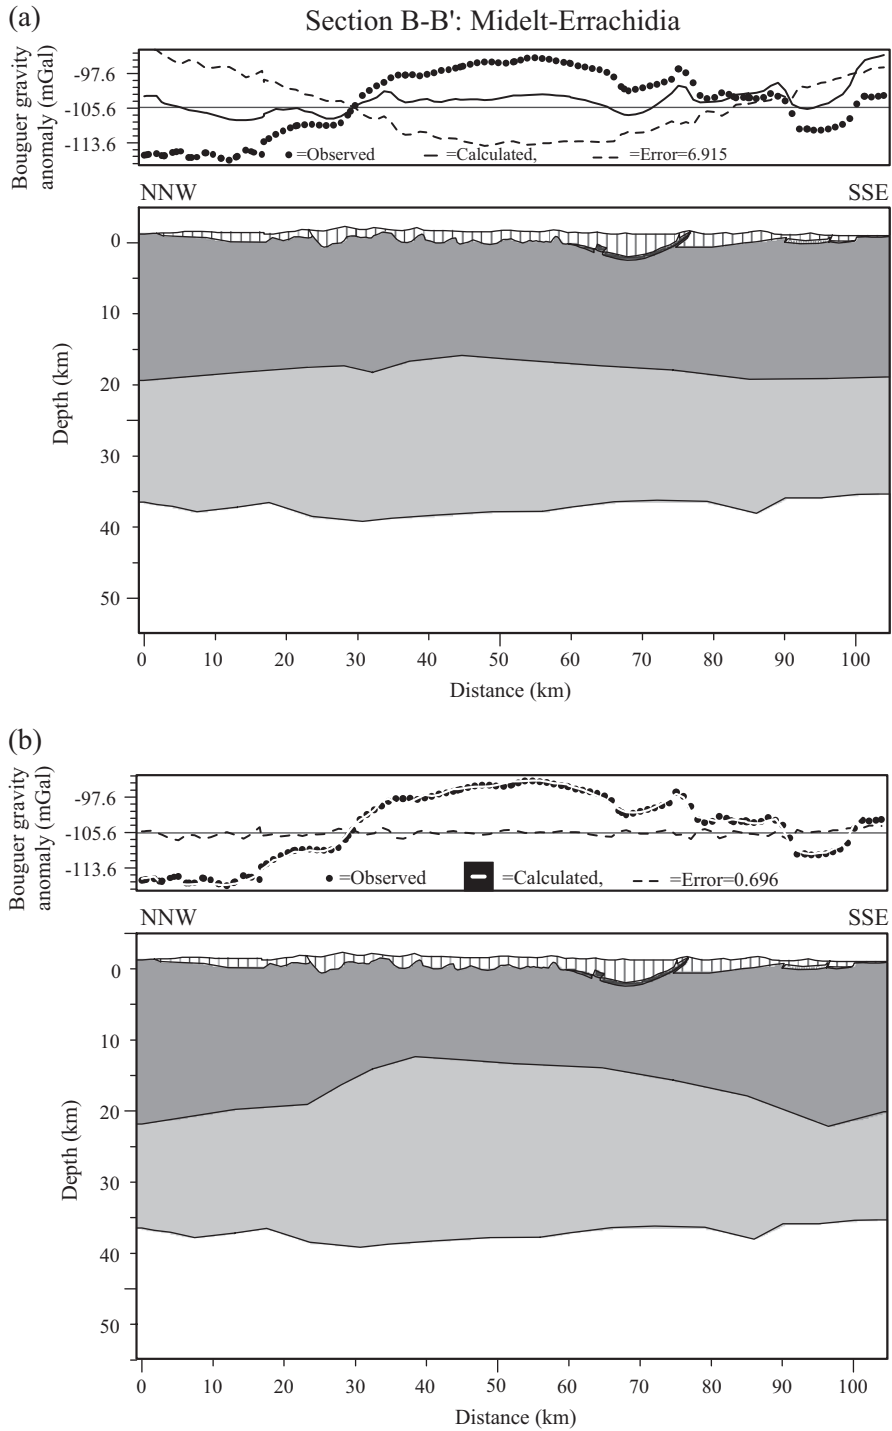 (a)
Section B-B': Midelt-Errachidia
Bouguer gravity
anomaly (mGal)
-97.6
-105.6
-113.6
=Observed
=Calculated,
=Error=6.915
NNW
SSE
Depth (km)
0
10
20
30
40
50
0 10 20 30 40 50 60 70 80 90 100
Distance (km)
(b)
Bouguer gravity
anomaly (mGal)
-97.6
-105.6
-113.6
=Observed
=Calculated,
=Error=0.696
NNW
SSE
Depth (km)
0
10
20
30
40
50
0 10 20 30 40 50 60 70 80 90 100
Distance (km)